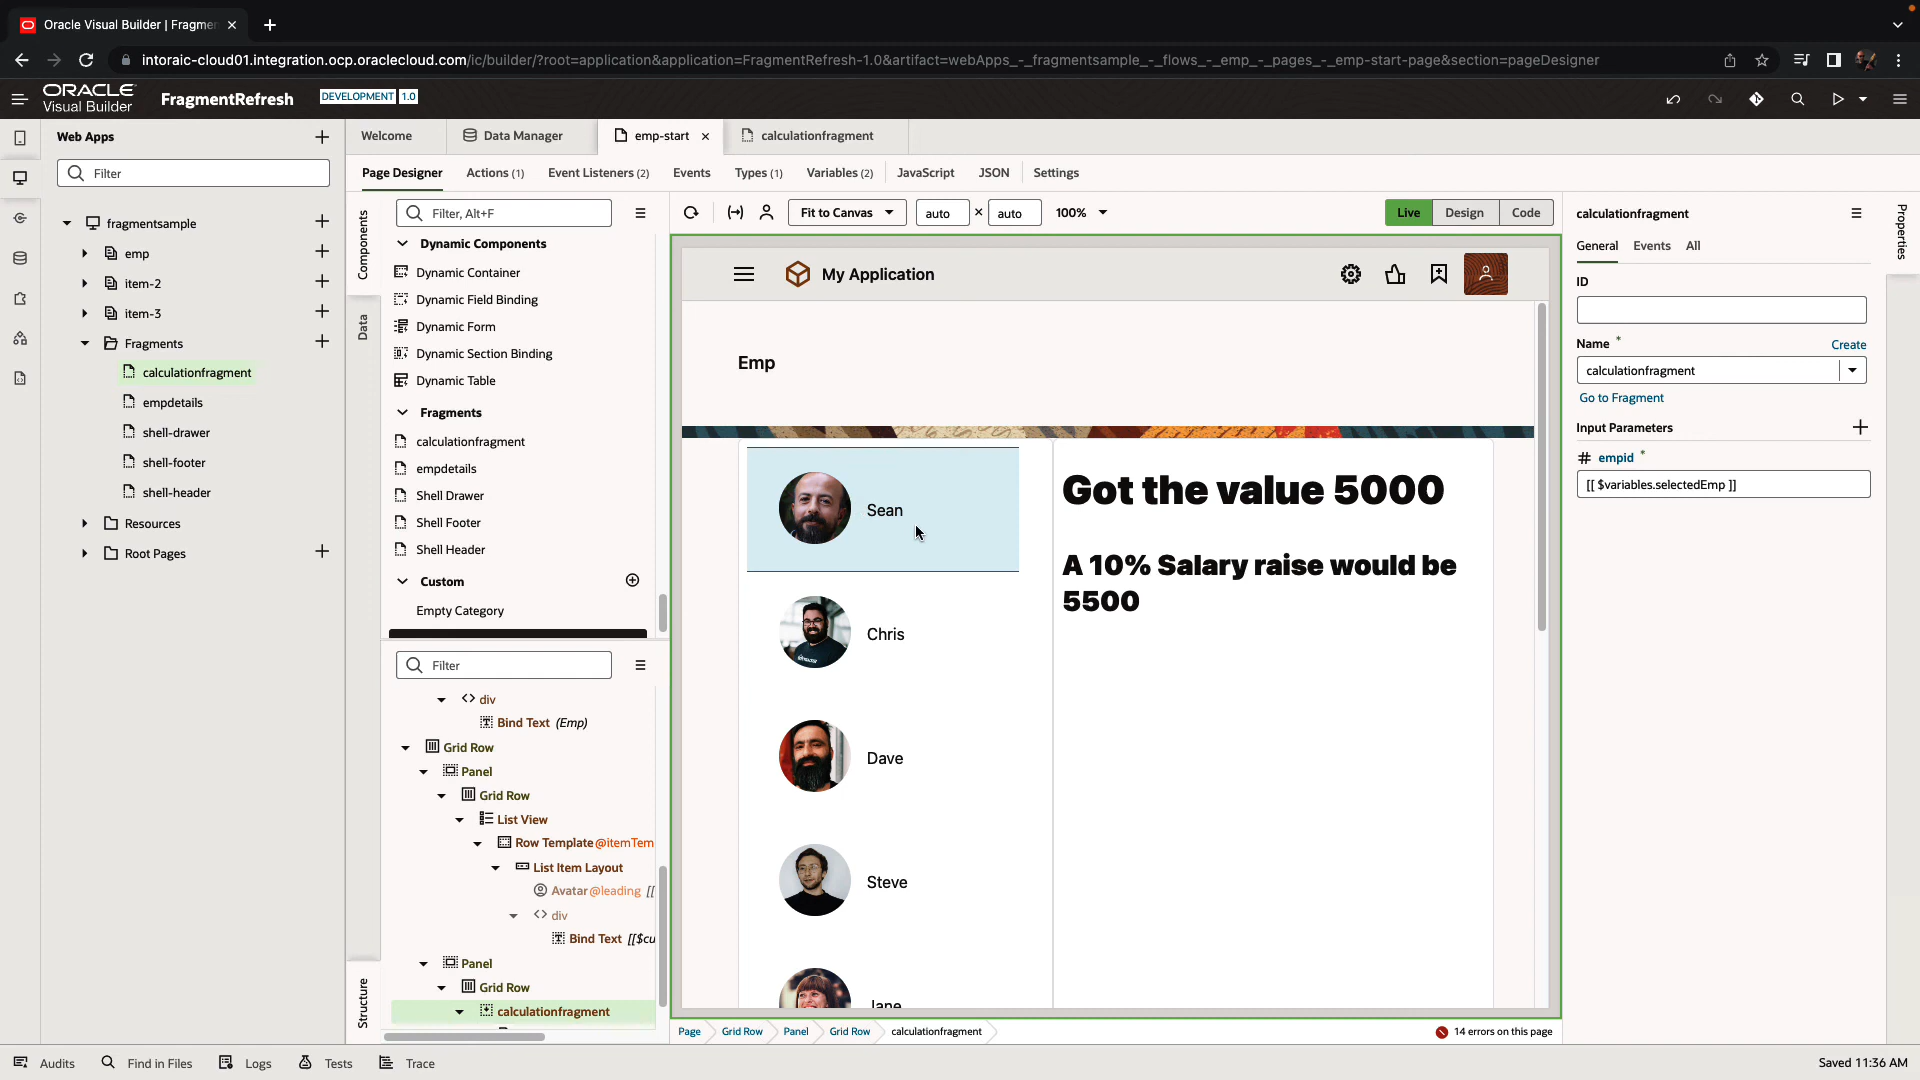 Oracle Visual Builder | Fragme
intoraic-cloud01.integration.ocp.oraclecloud.com/ic/builder/?root=application&application=FragmentRefresh-1.0&artifact=webApps_-_fragmentsample_-_flows_-_emp_-_pages_-_emp-start-page&section=pageDesigner
ORACLE
Visual Builder
FragmentRefresh
DEVELOPMENT 1.0
Web Apps
Welcome
Data Manager
emp-start
calculationfragment
Filter
Page Designer
Actions (1)
Event Listeners (2)
Events
Types (1)
Variables (2)
JavaScript
JSON
Settings
fragmentsample
emp
item-2
item-3
Fragments
calculationfragment
empdetails
shell-drawer
shell-footer
shell-header
Resources
Root Pages
Components
Data
Structure
Filter, Alt+F
Dynamic Components
Dynamic Container
Dynamic Field Binding
Dynamic Form
Dynamic Section Binding
Dynamic Table
Fragments
calculationfragment
empdetails
Shell Drawer
Shell Footer
Shell Header
Custom
Empty Category
Filter
div
Bind Text (Emp)
Grid Row
Panel
Grid Row
List View
Row Template @itemTem
List Item Layout
Avatar @leading [[
div
Bind Text [[$cu
Panel
Grid Row
calculationfragment
Fit to Canvas
auto × auto
100%
Live
Design
Code
My Application
Emp
Sean
Chris
Dave
Steve
Jane
Got the value 5000
A 10% Salary raise would be
5500
Page
Grid Row
Panel
Grid Row
calculationfragment
14 errors on this page
calculationfragment
Properties
General
Events
All
ID
Name *
Create
calculationfragment
Go to Fragment
Input Parameters
# empid *
[[ $variables.selectedEmp ]]
Audits
Find in Files
Logs
Tests
Trace
Saved 11:36 AM